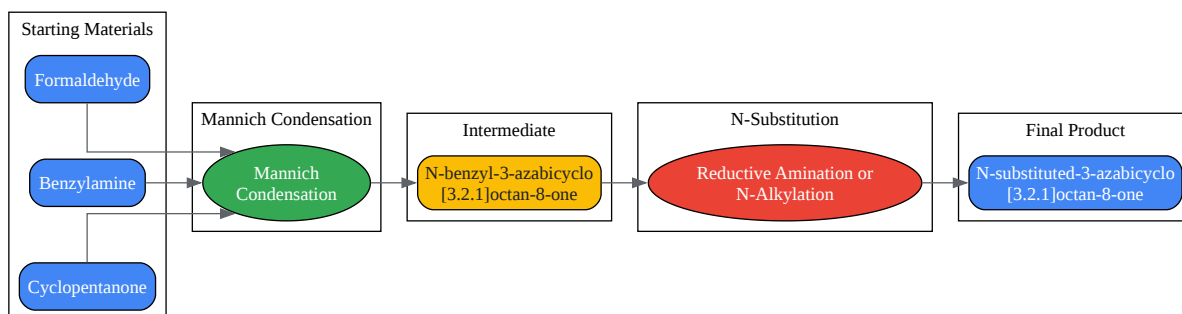 Starting Materials
Formaldehyde
Benzylamine
Cyclopentanone
Mannich Condensation
Mannich
Condensation
Intermediate
N-benzyl-3-azabicyclo
[3.2.1]octan-8-one
N-Substitution
Reductive Amination or
N-Alkylation
Final Product
N-substituted-3-azabicyclo
[3.2.1]octan-8-one